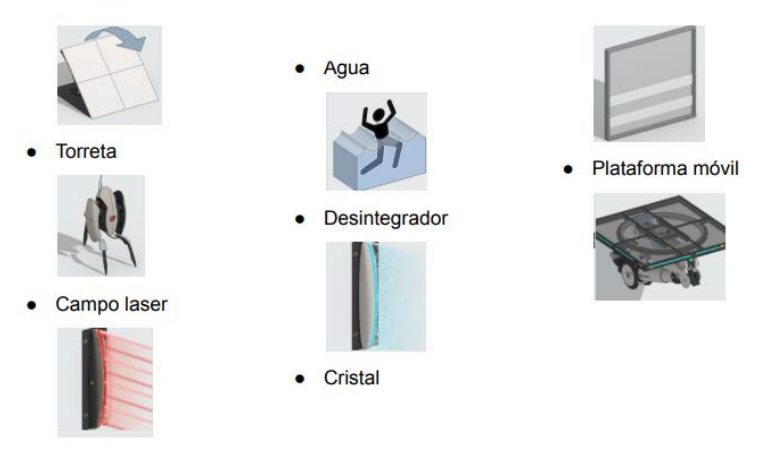 ● Torreta
● Campo laser
● Agua
● Desintegrador
● Cristal
● Plataforma móvil